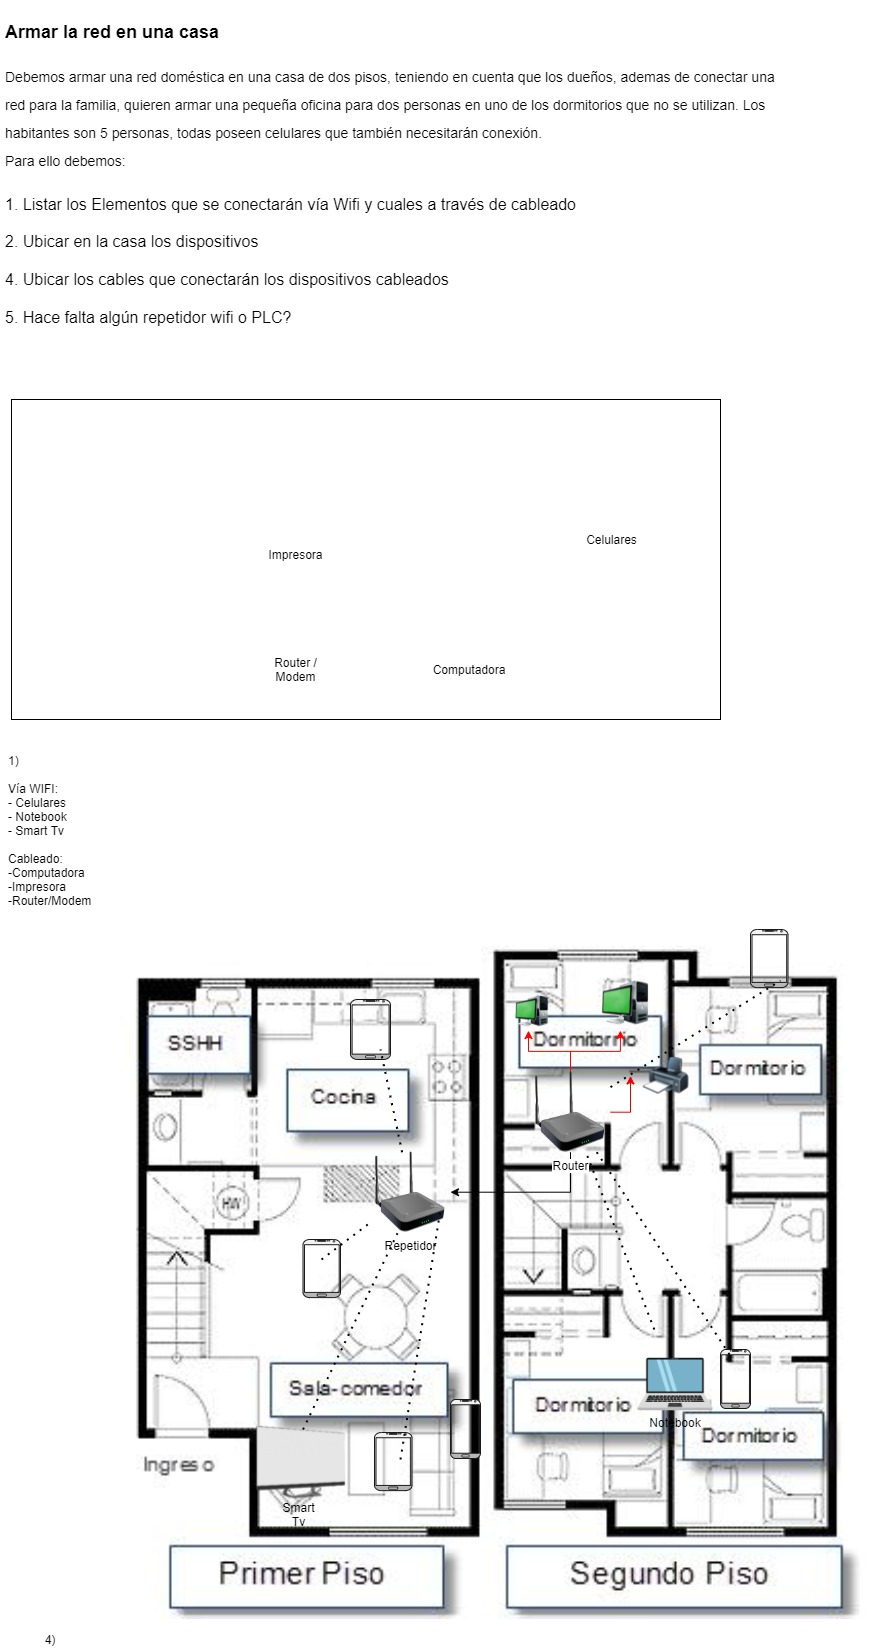 Armar la red en una casa
Debemos armar una red doméstica en una casa de dos pisos, teniendo en cuenta que los dueños, ademas de conectar una
red para la familia, quieren armar una pequeña oficina para dos personas en uno de los dormitorios que no se utilizan. Los
habitantes son 5 personas, todas poseen celulares que también necesitarán conexión.
Para ello debemos:
1. Listar los Elementos que se conectarán vía Wifi y cuales a través de cableado
2. Ubicar en la casa los dispositivos
4. Ubicar los cables que conectarán los dispositivos cableados
5. Hace falta algún repetidor wifi o PLC?
Celulares
Impresora
Router /
Modem
Computadora
1)
Vía WIFI:
- Celulares
- Notebook
- Smart Tv
Cableado:
-Computadora
-Impresora
-Router/Modem
SSHH
Cocina
HW
Repetidor
Sala-comedor
Ingreso
Smart
Tv
Primer Piso
Dormitorio
Dormitorio
Router
Dormitorio
Notebook
Dormitorio
Segundo Piso
4)